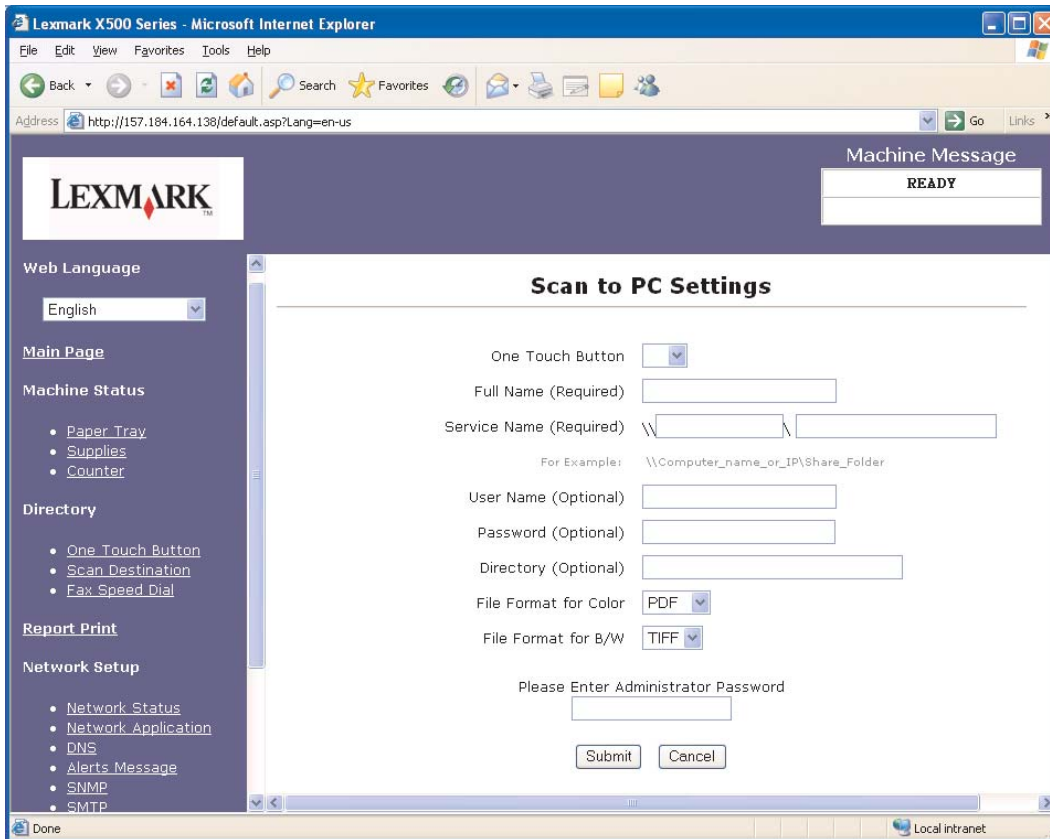 Lexmark X500 Series - Microsoft Internet Explorer
File Edit View Favorites Tools Help
Back Search Favorites
Address http://157.184.164.138/default.asp?Lang=en-us Go Links
LEXMARK TM
Machine Message
READY
Web Language
English
Main Page
Machine Status
Paper Tray
Supplies
Counter
Directory
One Touch Button
Scan Destination
Fax Speed Dial
Report Print
Network Setup
Network Status
Network Application
DNS
Alerts Message
SNMP
SMTP
Scan to PC Settings
One Touch Button
Full Name (Required)
Service Name (Required) \\ \
For Example: \\Computer_name_or_IP\Share_Folder
User Name (Optional)
Password (Optional)
Directory (Optional)
File Format for Color PDF
File Format for B/W TIFF
Please Enter Administrator Password
Submit Cancel
Done Local intranet